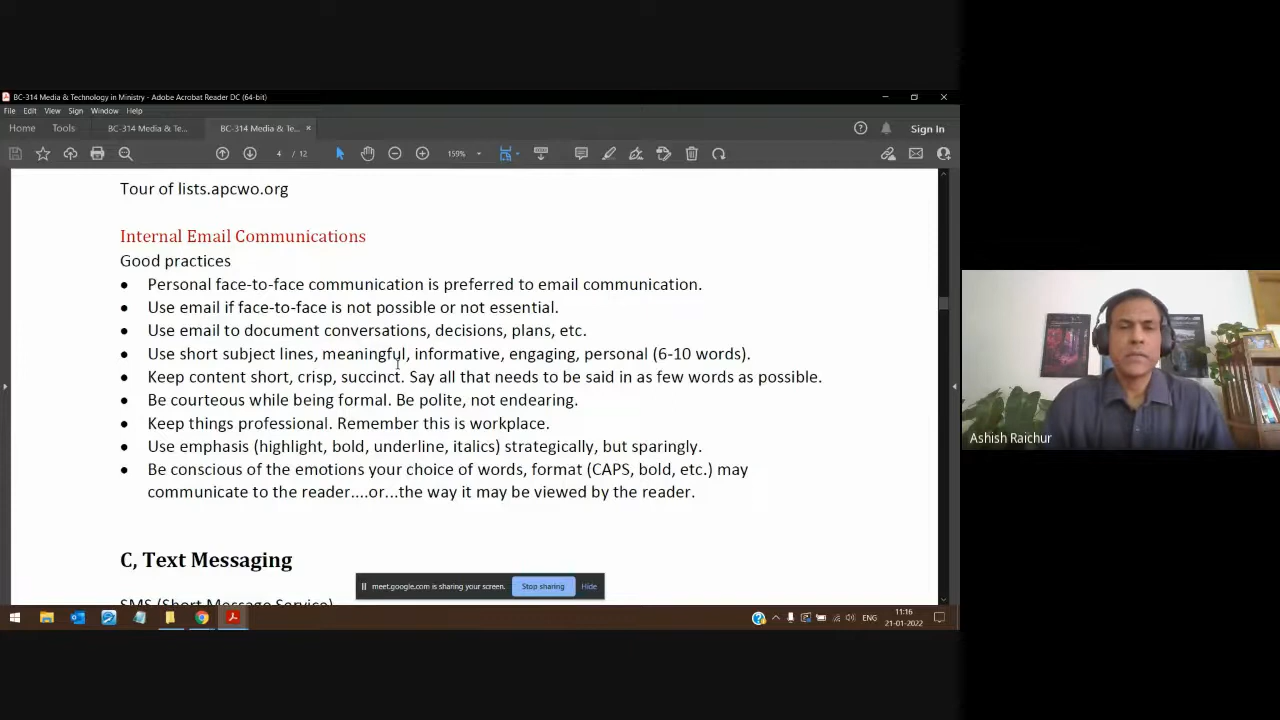 BC-314 Media & Technology in Ministry - Adobe Acrobat Reader DC (64-bit)
File Edit View Sign Window Help
Home Tools BC-314 Media & Te... BC-314 Media & Te... × Sign In
4 / 12 159%
Tour of lists.apcwo.org
Internal Email Communications
Good practices
• Personal face-to-face communication is preferred to email communication.
• Use email if face-to-face is not possible or not essential.
• Use email to document conversations, decisions, plans, etc.
• Use short subject lines, meaningful, informative, engaging, personal (6-10 words).
• Keep content short, crisp, succinct. Say all that needs to be said in as few words as possible.
• Be courteous while being formal. Be polite, not endearing.
• Keep things professional. Remember this is workplace.
• Use emphasis (highlight, bold, underline, italics) strategically, but sparingly.
• Be conscious of the emotions your choice of words, format (CAPS, bold, etc.) may
communicate to the reader....or...the way it may be viewed by the reader.
Ashish Raichur
C, Text Messaging
meet.google.com is sharing your screen. Stop sharing Hide
SMS (Short Message Service)
ENG 11:16
21-01-2022